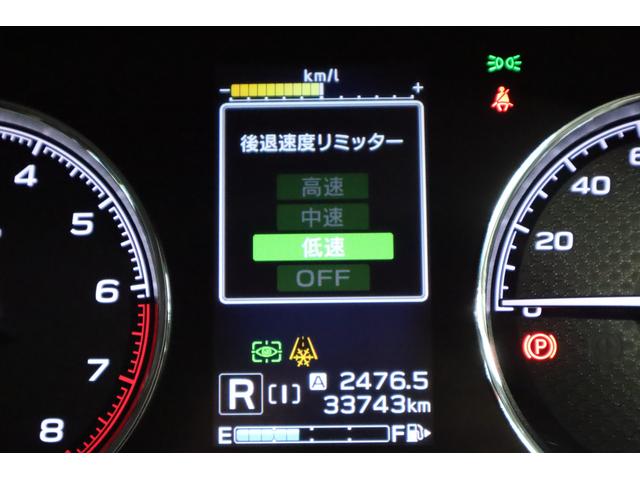 km/l
- +
後退速度リミッター
高速
中速
低速
OFF
4
5
6
7
8
0
20
40
P
A 2476.5
R [I] 33743km
E F